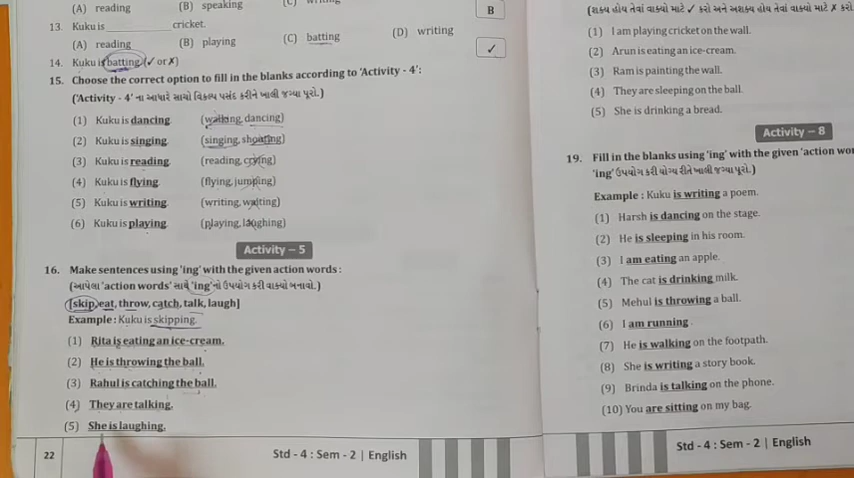 (A) reading (B) speaking (C)
B
13. Kuku is ________ cricket.
(A) reading (B) playing (C) batting (D) writing
✓
14. Kuku is batting. (✓ or ✗)
15. Choose the correct option to fill in the blanks according to 'Activity - 4':
('Activity - 4' ના આધારે સાચો વિકલ્પ પસંદ કરીને ખાલી જગ્યા પૂરો.)
(1) Kuku is dancing. (walking, dancing)
(2) Kuku is singing. (singing, shouting)
(3) Kuku is reading. (reading, crying)
(4) Kuku is flying. (flying, jumping)
(5) Kuku is writing. (writing, waiting)
(6) Kuku is playing. (playing, laughing)
Activity – 5
16. Make sentences using 'ing' with the given action words :
(આપેલા 'action words' સાથે 'ing'નો ઉપયોગ કરી વાક્યો બનાવો.)
[skip, eat, throw, catch, talk, laugh]
Example : Kuku is skipping.
(1) Rita is eating an ice-cream.
(2) He is throwing the ball.
(3) Rahul is catching the ball.
(4) They are talking.
(5) She is laughing.
22 Std - 4 : Sem - 2 | English
(શક્ય હોય તેવાં વાક્યો માટે ✓ કરો અને અશક્ય હોય તેવાં વાક્યો માટે ✗ કરો
(1) I am playing cricket on the wall.
(2) Arun is eating an ice-cream.
(3) Ram is painting the wall.
(4) They are sleeping on the ball.
(5) She is drinking a bread.
Activity – 8
19. Fill in the blanks using 'ing' with the given 'action wor
'ing' ઉપયોગ કરી યોગ્ય રીતે ખાલી જગ્યા પૂરો.)
Example : Kuku is writing a poem.
(1) Harsh is dancing on the stage.
(2) He is sleeping in his room.
(3) I am eating an apple.
(4) The cat is drinking milk.
(5) Mehul is throwing a ball.
(6) I am running.
(7) He is walking on the footpath.
(8) She is writing a story book.
(9) Brinda is talking on the phone.
(10) You are sitting on my bag.
Std - 4 : Sem - 2 | English